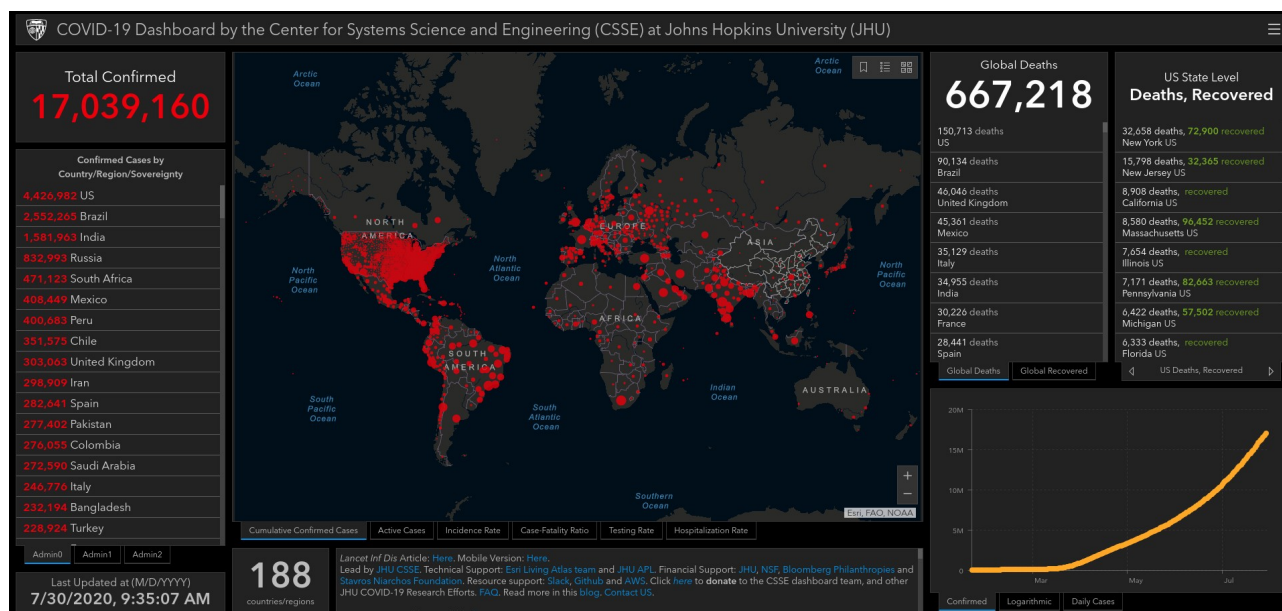 COVID-19 Dashboard by the Center for Systems Science and Engineering (CSSE) at Johns Hopkins University (JHU)
Total Confirmed
17,039,160
Confirmed Cases by
Country/Region/Sovereignty
4,426,982 US
2,552,265 Brazil
1,581,963 India
832,993 Russia
471,123 South Africa
408,449 Mexico
400,683 Peru
351,575 Chile
303,063 United Kingdom
298,909 Iran
282,641 Spain
277,402 Pakistan
276,055 Colombia
272,590 Saudi Arabia
246,776 Italy
232,194 Bangladesh
228,924 Turkey
Admin0
Admin1
Admin2
Last Updated at (M/D/YYYY)
7/30/2020, 9:35:07 AM
Arctic
Ocean
Arctic
Ocean
NORTH
AMERICA
EUROPE
ASIA
North
Pacific
Ocean
North
Atlantic
Ocean
North
Pacific
Ocean
AFRICA
SOUTH
AMERICA
Indian
Ocean
AUSTRALIA
South
Pacific
Ocean
South
Atlantic
Ocean
Southern
Ocean
+
−
Esri, FAO, NOAA
Cumulative Confirmed Cases
Active Cases
Incidence Rate
Case-Fatality Ratio
Testing Rate
Hospitalization Rate
188
countries/regions
Lancet Inf Dis Article: Here. Mobile Version: Here.
Lead by JHU CSSE. Technical Support: Esri Living Atlas team and JHU APL. Financial Support: JHU, NSF, Bloomberg Philanthropies and
Stavros Niarchos Foundation. Resource support: Slack, Github and AWS. Click here to donate to the CSSE dashboard team, and other
JHU COVID-19 Research Efforts. FAQ. Read more in this blog. Contact US.
Global Deaths
667,218
150,713 deaths
US
90,134 deaths
Brazil
46,046 deaths
United Kingdom
45,361 deaths
Mexico
35,129 deaths
Italy
34,955 deaths
India
30,226 deaths
France
28,441 deaths
Spain
Global Deaths
Global Recovered
US State Level
Deaths, Recovered
32,658 deaths, 72,900 recovered
New York US
15,798 deaths, 32,365 recovered
New Jersey US
8,908 deaths, recovered
California US
8,580 deaths, 96,452 recovered
Massachusetts US
7,654 deaths, recovered
Illinois US
7,171 deaths, 82,663 recovered
Pennsylvania US
6,422 deaths, 57,502 recovered
Michigan US
6,333 deaths, recovered
Florida US
US Deaths, Recovered
20M
15M
10M
5M
0
Mar
May
Jul
Confirmed
Logarithmic
Daily Cases